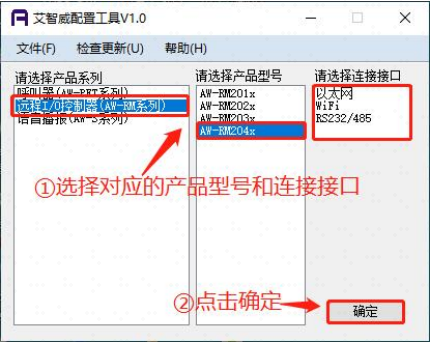 艾智威配置工具V1.0
文件(F) 检查更新(U) 帮助(H)
请选择产品系列 请选择产品型号 请选择连接接口
呼叫器(AW-PRT系列) AW-RM201x 以太网
远程I/O控制器(AW-RM系列) AW-RM202x WiFi
语音播报(AW-S系列) AW-RM203x RS232/485
AW-RM204x
①选择对应的产品型号和连接接口
②点击确定
确定